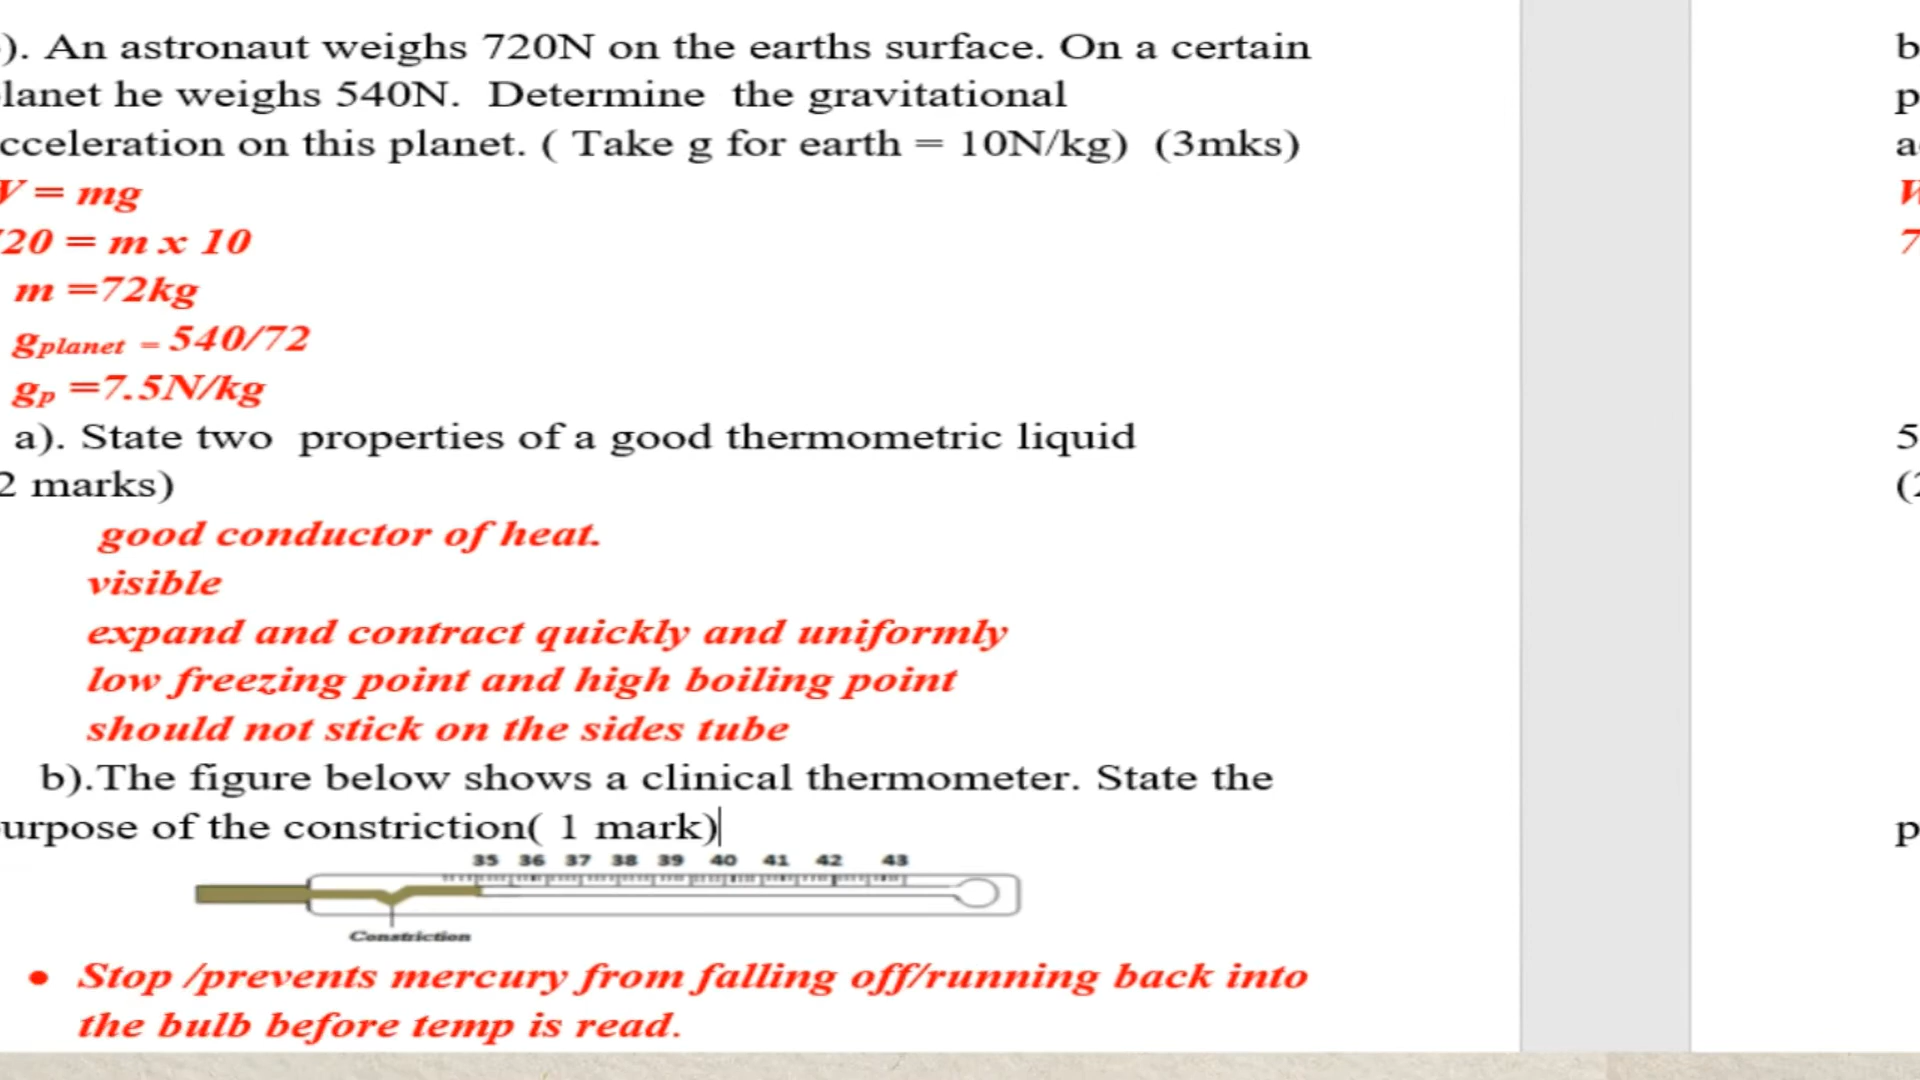 ). An astronaut weighs 720N on the earths surface. On a certain
lanet he weighs 540N. Determine the gravitational
cceleration on this planet. ( Take g for earth = 10N/kg) (3mks)
= mg
20 = m x 10
m =72kg
gplanet = 540/72
gp =7.5N/kg
a). State two properties of a good thermometric liquid
2 marks)
good conductor of heat.
visible
expand and contract quickly and uniformly
low freezing point and high boiling point
should not stick on the sides tube
b).The figure below shows a clinical thermometer. State the
urpose of the constriction( 1 mark)
35 36 37 38 39 40 41 42 43
Constriction
• Stop /prevents mercury from falling off/running back into
the bulb before temp is read.
b
p
a
7
5
(2
p